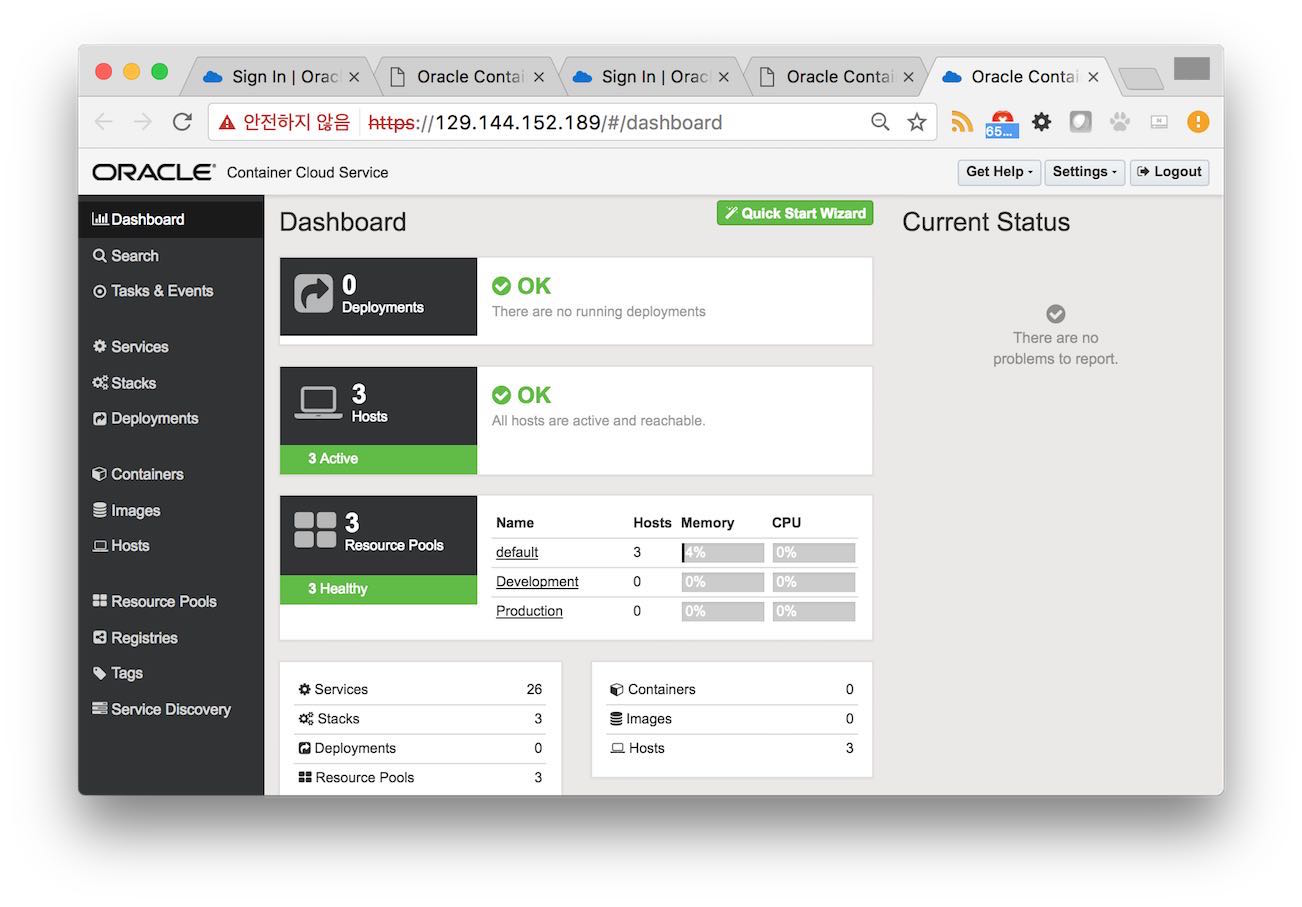 Sign In | Orac
Oracle Contai
Sign In | Orac
Oracle Contai
Oracle Contai
안전하지 않음 https://129.144.152.189/#/dashboard
65...
ORACLE® Container Cloud Service
Get Help
Settings
Logout
Dashboard
Search
Tasks & Events
Services
Stacks
Deployments
Containers
Images
Hosts
Resource Pools
Registries
Tags
Service Discovery
Dashboard
Quick Start Wizard
0
Deployments
OK
There are no running deployments
3
Hosts
3 Active
OK
All hosts are active and reachable.
3
Resource Pools
3 Healthy
Name Hosts Memory CPU
default 3 4% 0%
Development 0 0% 0%
Production 0 0% 0%
Services 26
Stacks 3
Deployments 0
Resource Pools 3
Containers 0
Images 0
Hosts 3
Current Status
There are no
problems to report.